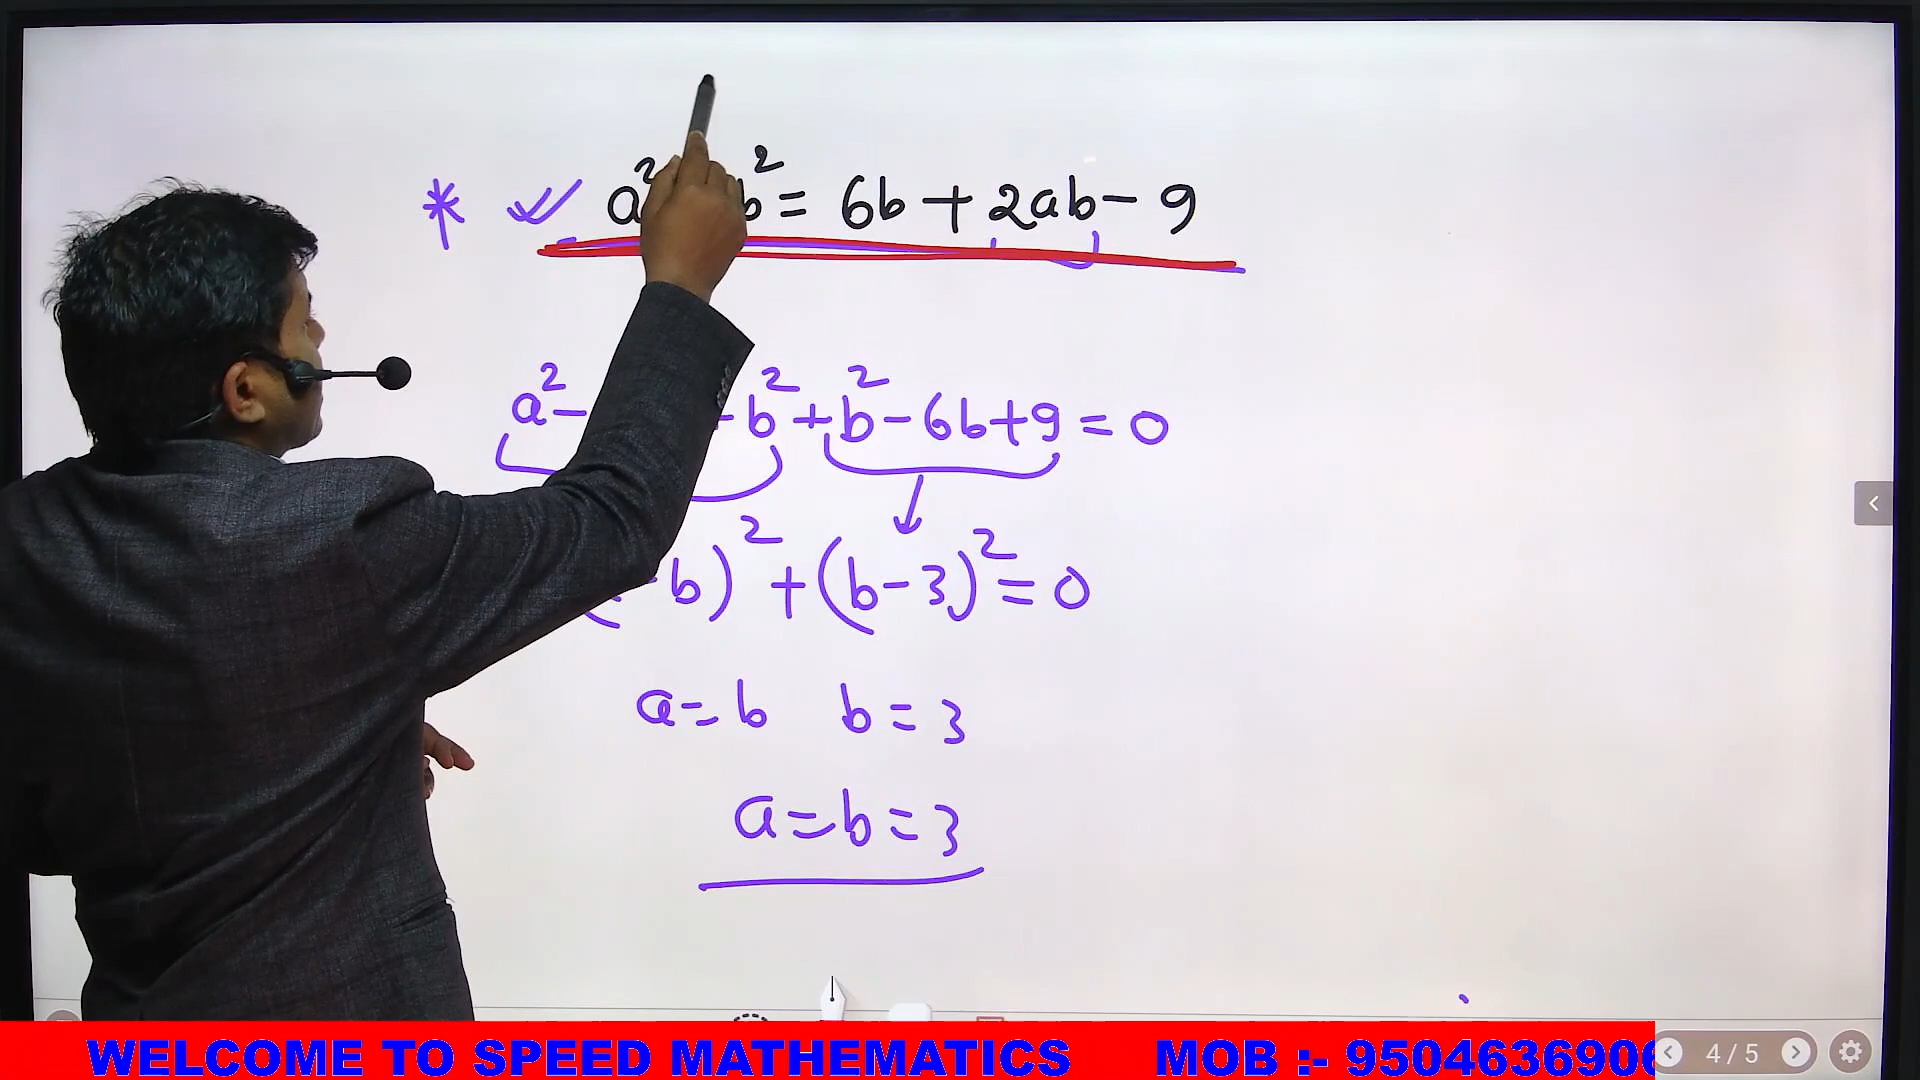 * ✓ a² b² = 6b + 2ab - 9
a² - - b² + b² - 6b + 9 = 0
( - b)² + (b - 3)² = 0
a = b b = 3
a = b = 3
WELCOME TO SPEED MATHEMATICS MOB :- 950463690
4 / 5